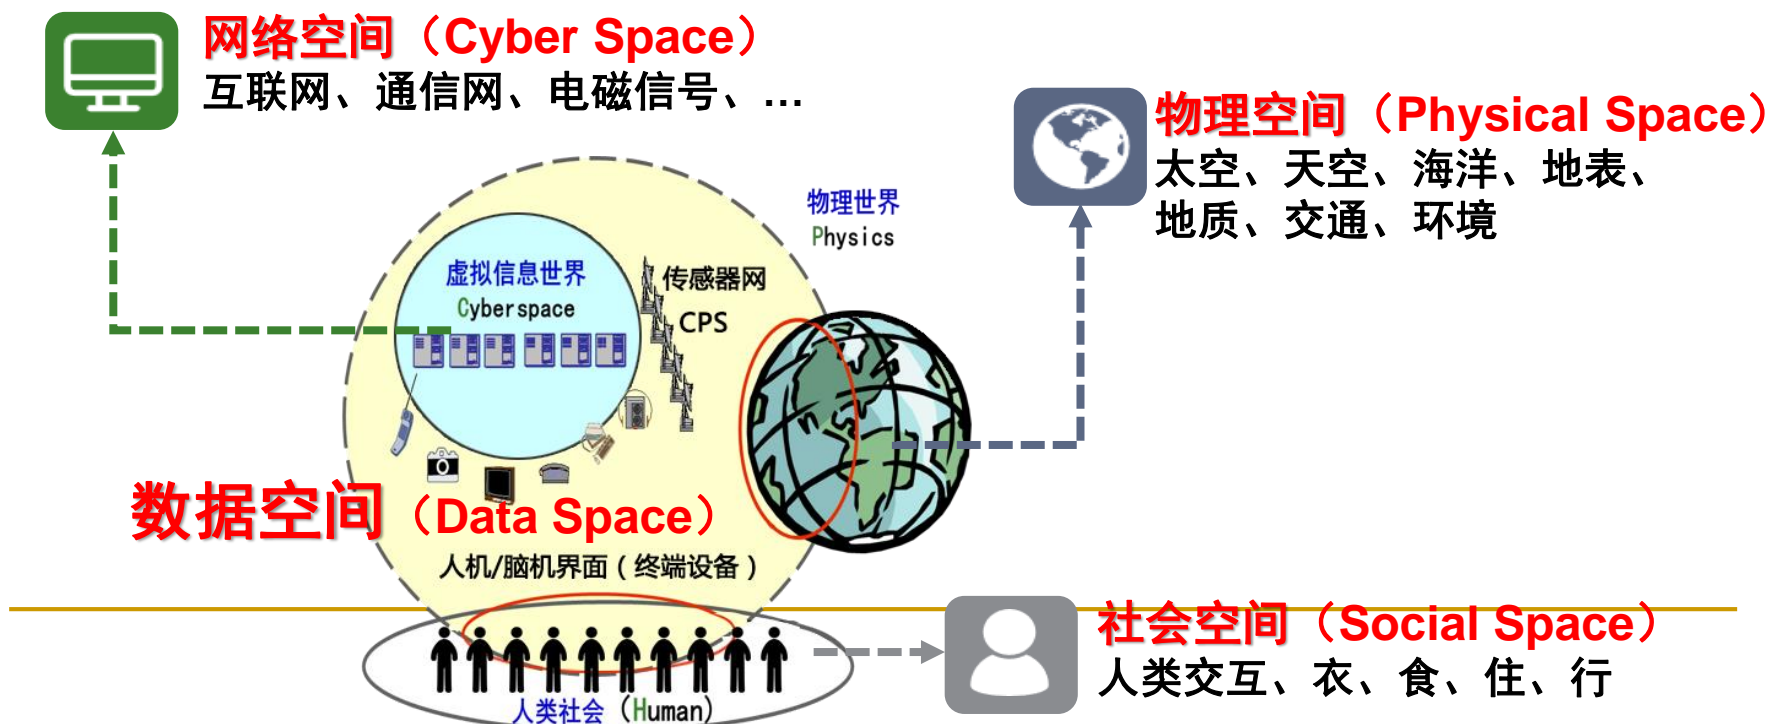 网络空间（Cyber Space）
互联网、通信网、电磁信号、…
物理空间（Physical Space）
太空、天空、海洋、地表、
地质、交通、环境
物理世界
Physics
虚拟信息世界
Cyberspace
传感器网
CPS
数据空间（Data Space）
人机/脑机界面（终端设备）
社会空间（Social Space）
人类交互、衣、食、住、行
人类社会（Human）